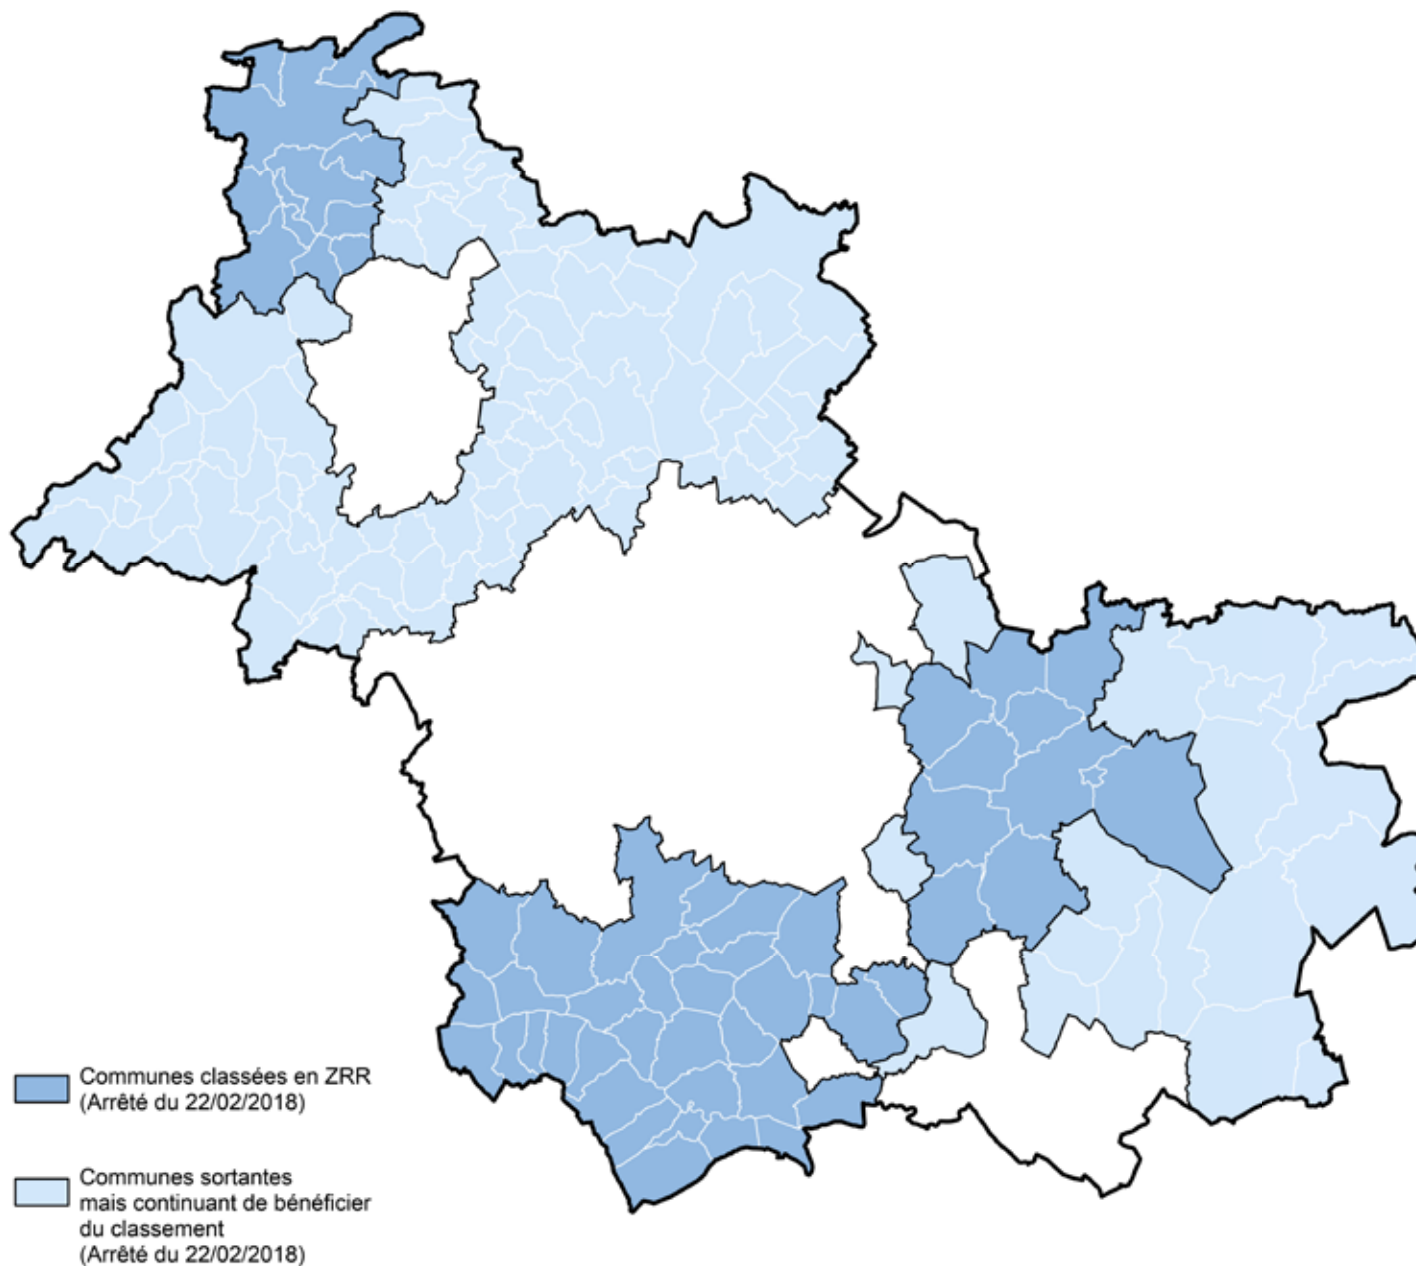 Communes classées en ZRR
(Arrêté du 22/02/2018)
Communes sortantes
mais continuant de bénéficier
du classement
(Arrêté du 22/02/2018)